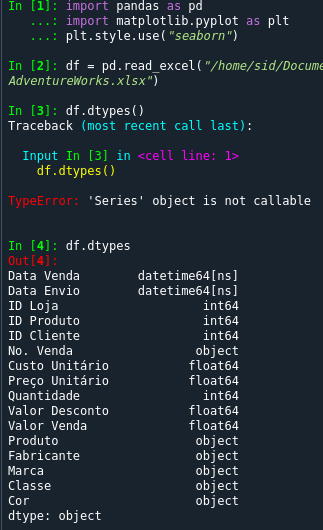 In [1]: import pandas as pd
   ...: import matplotlib.pyplot as plt
   ...: plt.style.use("seaborn")

In [2]: df = pd.read_excel("/home/sid/Docume
AdventureWorks.xlsx")

In [3]: df.dtypes()
Traceback (most recent call last):

  Input In [3] in <cell line: 1>
    df.dtypes()

TypeError: 'Series' object is not callable


In [4]: df.dtypes
Out[4]:
Data Venda        datetime64[ns]
Data Envio        datetime64[ns]
ID Loja                    int64
ID Produto                 int64
ID Cliente                 int64
No. Venda                 object
Custo Unitário           float64
Preço Unitário           float64
Quantidade                 int64
Valor Desconto           float64
Valor Venda              float64
Produto                   object
Fabricante                object
Marca                     object
Classe                    object
Cor                       object
dtype: object